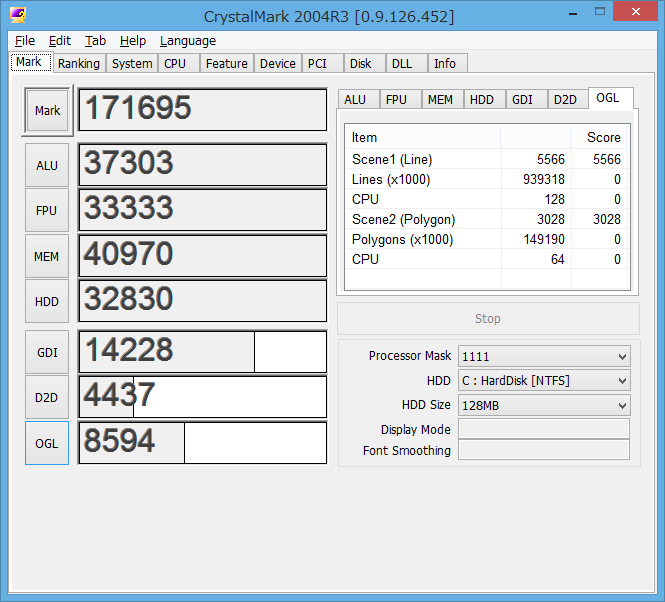 CrystalMark 2004R3 [0.9.126.452]
File Edit Tab Help Language
Mark Ranking System CPU Feature Device PCI Disk DLL Info
Mark 171695
ALU 37303
FPU 33333
MEM 40970
HDD 32830
GDI 14228
D2D 4437
OGL 8594
ALU FPU MEM HDD GDI D2D OGL
Item Score
Scene1 (Line) 5566 5566
Lines (x1000) 939318 0
CPU 128 0
Scene2 (Polygon) 3028 3028
Polygons (x1000) 149190 0
CPU 64 0
Stop
Processor Mask 1111
HDD C : HardDisk [NTFS]
HDD Size 128MB
Display Mode
Font Smoothing